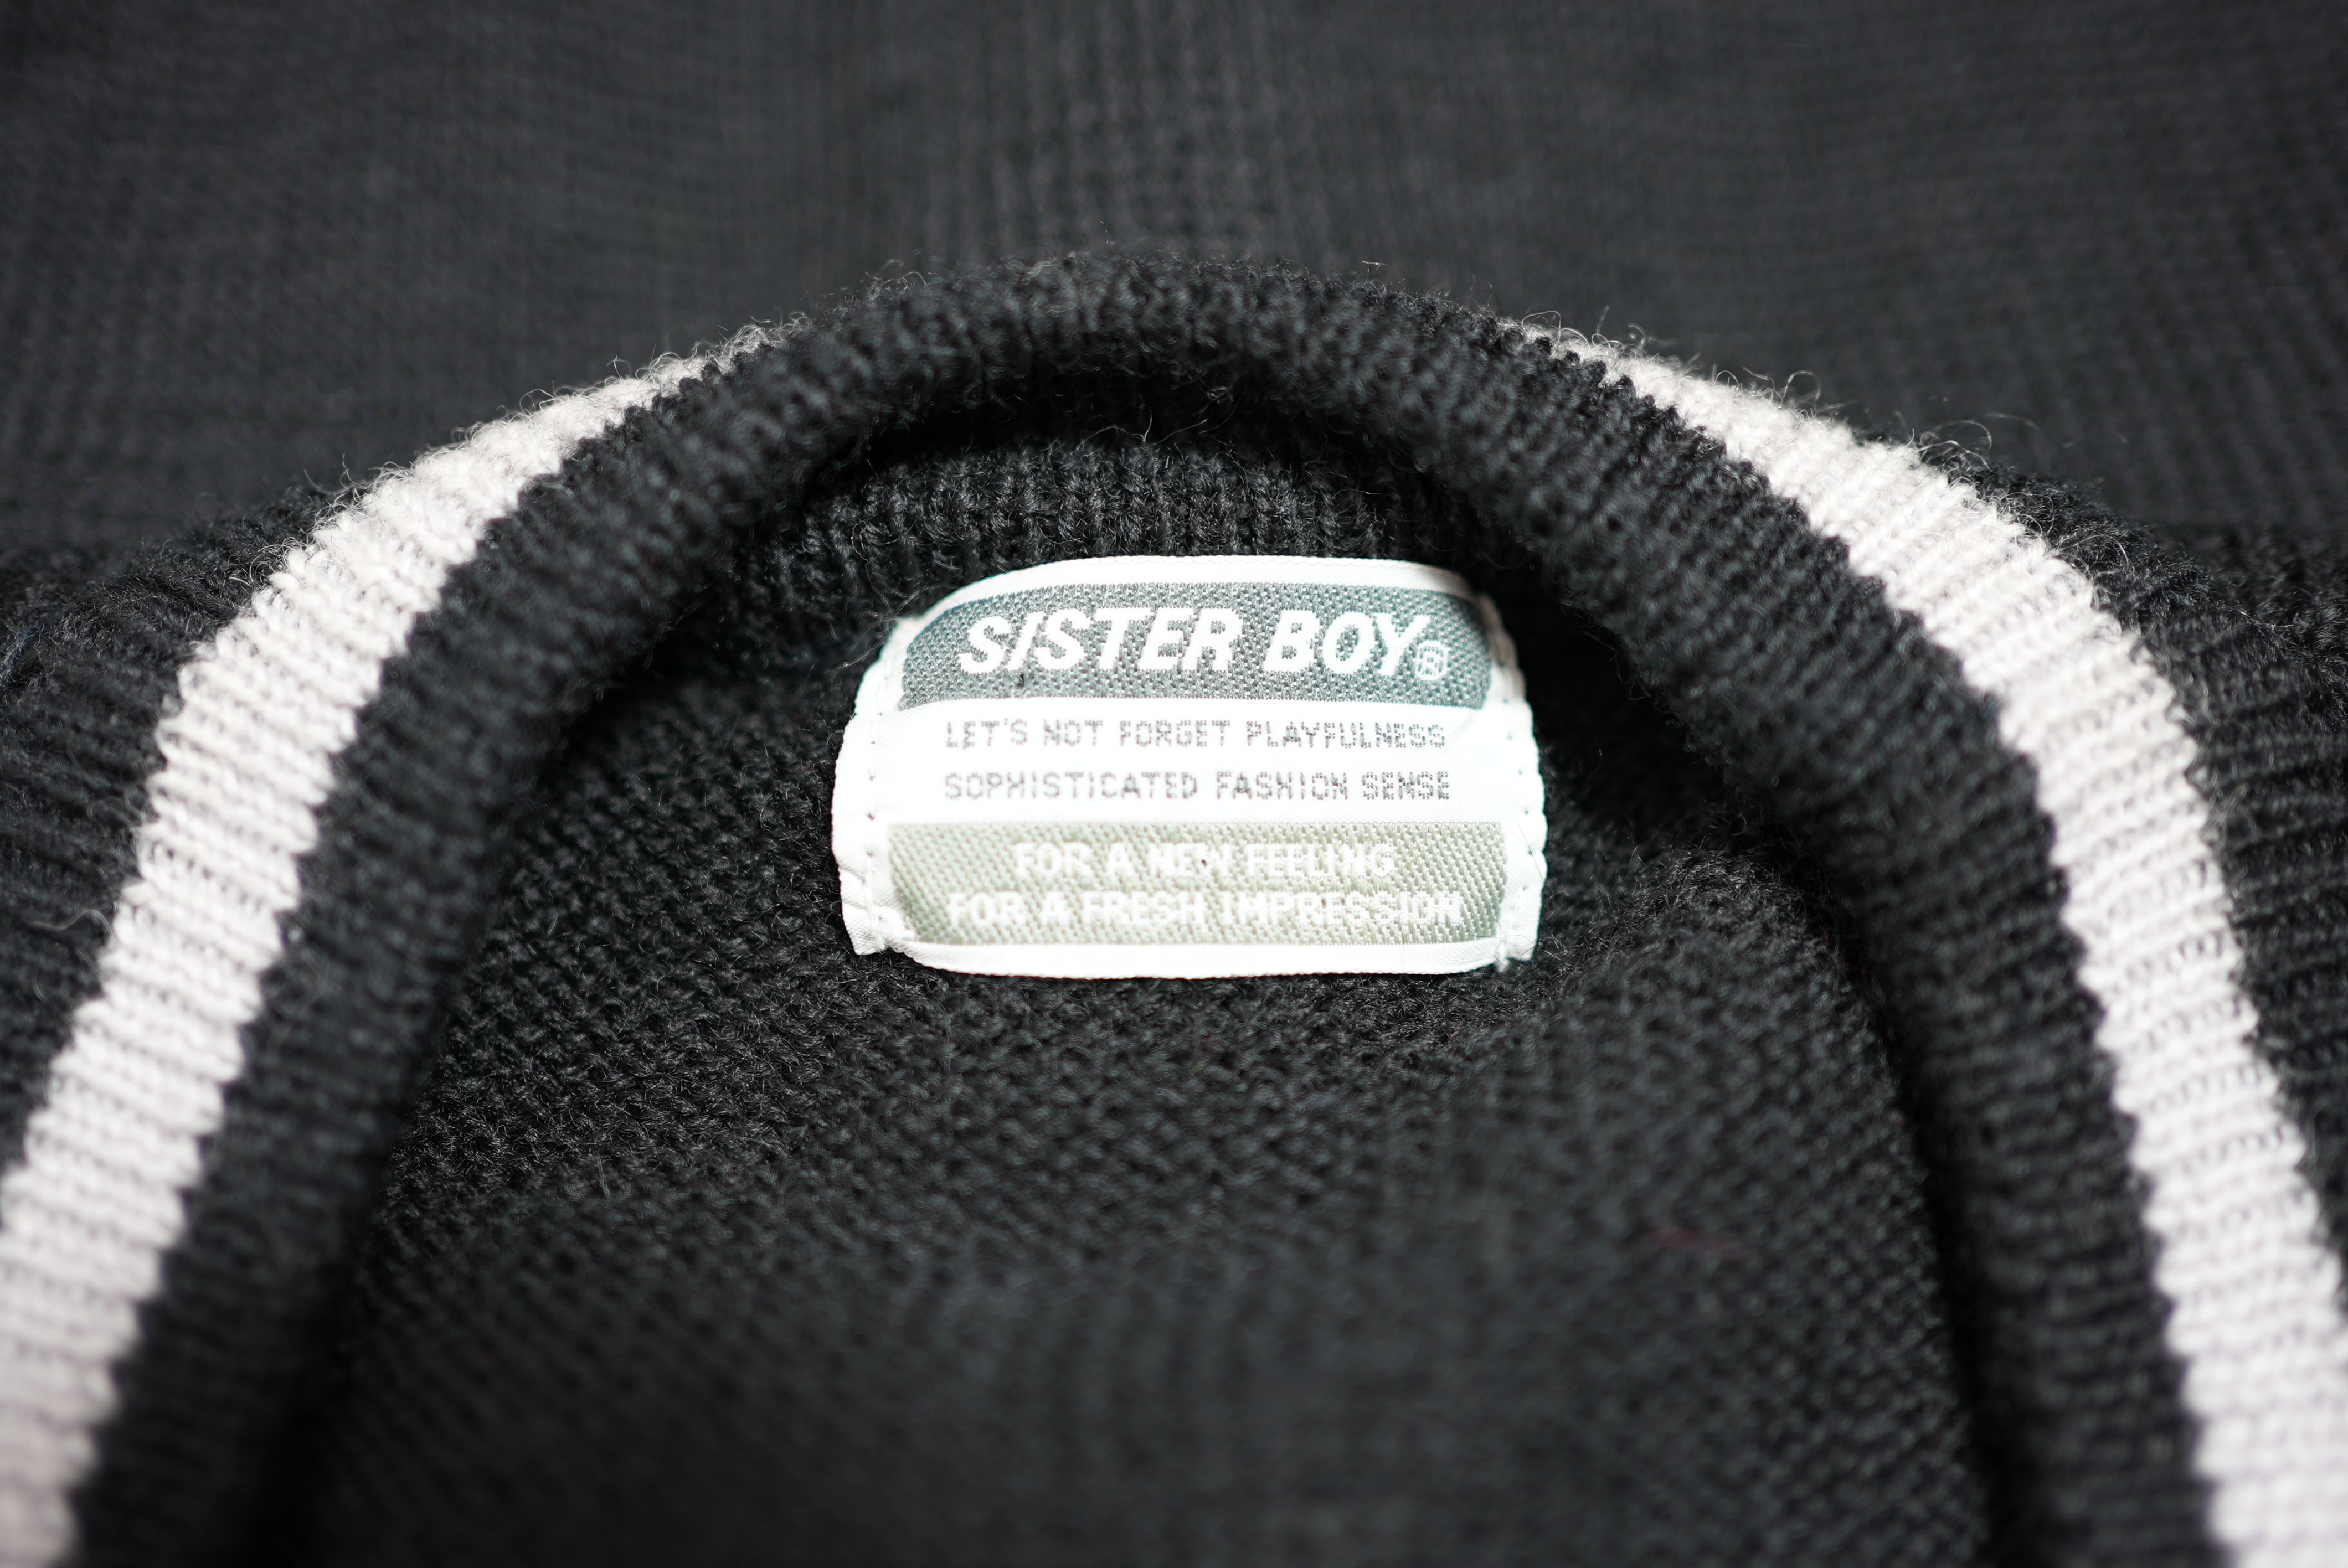 SISTER BOY®
LET'S NOT FORGET PLAYFULNESS
SOPHISTICATED FASHION SENSE
FOR A NEW FEELING
FOR A FRESH IMPRESSION